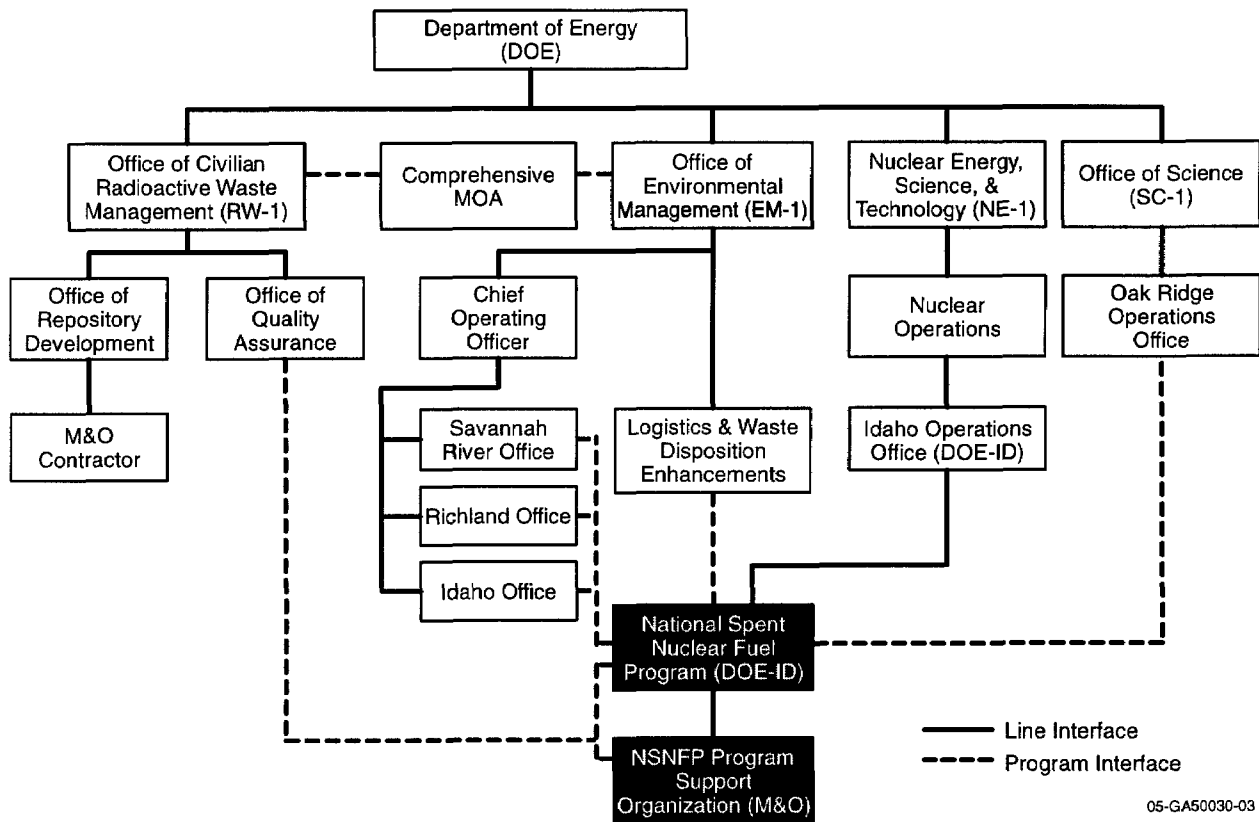 Department of Energy
(DOE)
Office of Civilian
Radioactive Waste
Management (RW-1)
Comprehensive
MOA
Office of
Environmental
Management (EM-1)
Nuclear Energy,
Science, &
Technology (NE-1)
Office of Science
(SC-1)
Office of
Repository
Development
Office of
Quality
Assurance
Chief
Operating
Officer
Nuclear
Operations
Oak Ridge
Operations
Office
M&O
Contractor
Savannah
River Office
Logistics & Waste
Disposition
Enhancements
Idaho Operations
Office (DOE-ID)
Richland Office
Idaho Office
National Spent
Nuclear Fuel
Program (DOE-ID)
NSNFP Program
Support
Organization (M&O)
Line Interface
Program Interface
05-GA50030-03